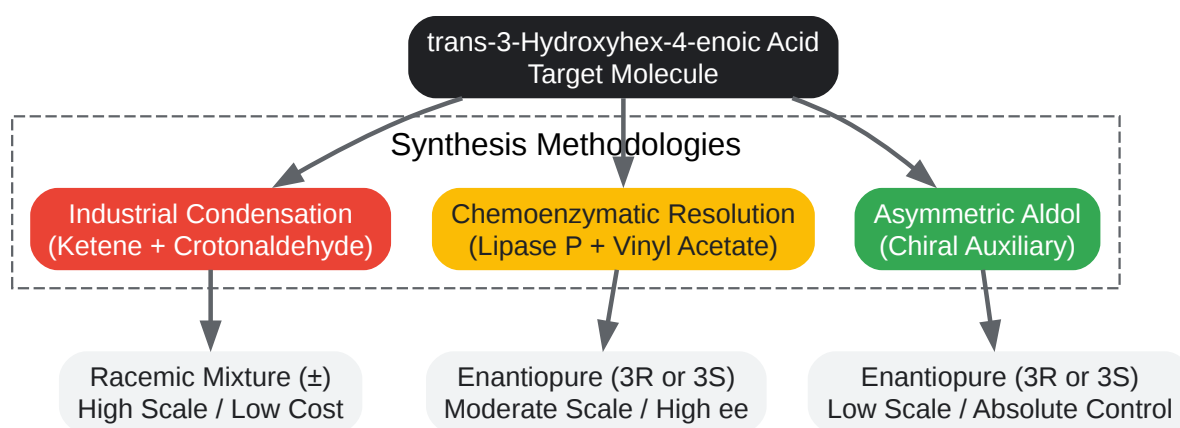 trans-3-Hydroxyhex-4-enoic Acid
Target Molecule
Synthesis Methodologies
Industrial Condensation
(Ketene + Crotonaldehyde)
Chemoenzymatic Resolution
(Lipase P + Vinyl Acetate)
Asymmetric Aldol
(Chiral Auxiliary)
Racemic Mixture (±)
High Scale / Low Cost
Enantiopure (3R or 3S)
Moderate Scale / High ee
Enantiopure (3R or 3S)
Low Scale / Absolute Control